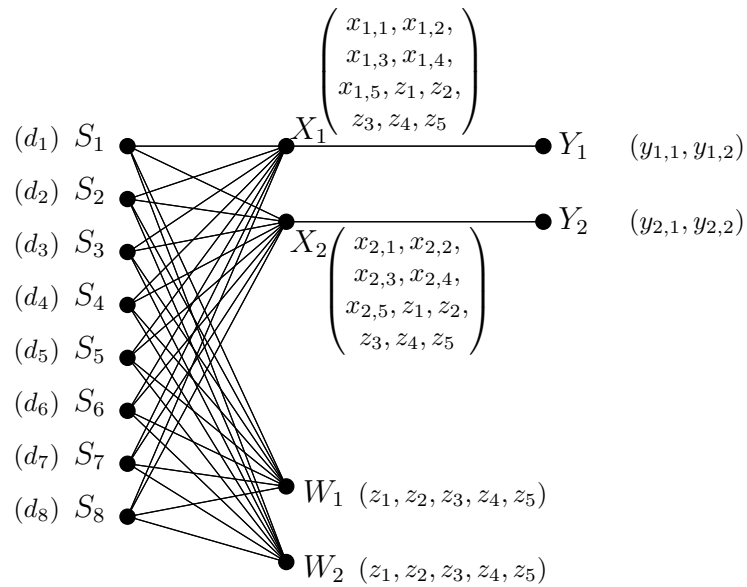 x_{1,1}, x_{1,2},
x_{1,3}, x_{1,4},
x_{1,5}, z_1, z_2,
z_3, z_4, z_5
(d_1) S_1 X_1 Y_1 (y_{1,1}, y_{1,2})
(d_2) S_2
X_2 Y_2 (y_{2,1}, y_{2,2})
(d_3) S_3
x_{2,1}, x_{2,2},
x_{2,3}, x_{2,4},
x_{2,5}, z_1, z_2,
z_3, z_4, z_5
(d_4) S_4
(d_5) S_5
(d_6) S_6
(d_7) S_7
W_1 (z_1, z_2, z_3, z_4, z_5)
(d_8) S_8
W_2 (z_1, z_2, z_3, z_4, z_5)